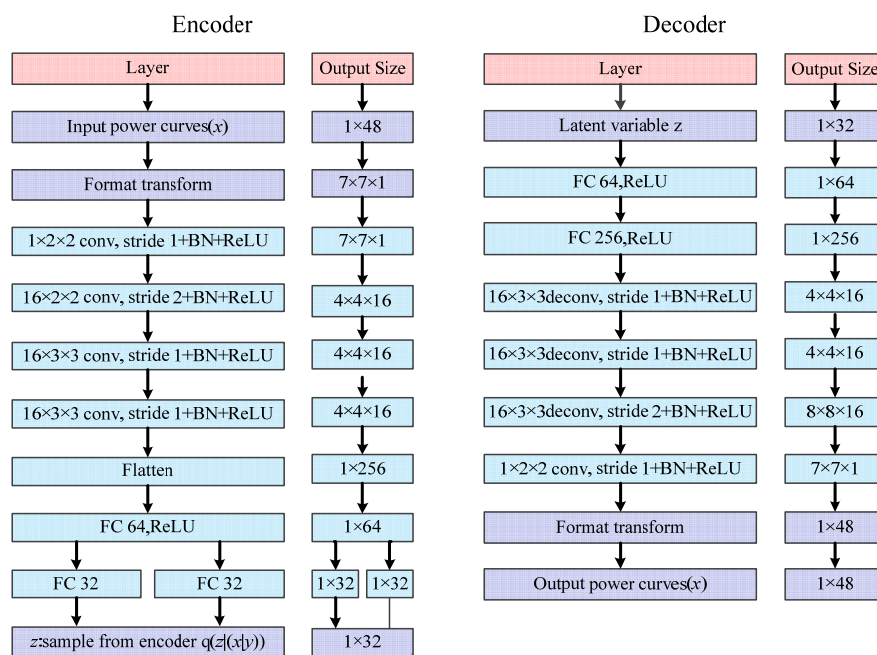 Encoder
Decoder
Layer
Output Size
Input power curves(x)
1×48
Format transform
7×7×1
1×2×2 conv, stride 1+BN+ReLU
7×7×1
16×2×2 conv, stride 2+BN+ReLU
4×4×16
16×3×3 conv, stride 1+BN+ReLU
4×4×16
16×3×3 conv, stride 1+BN+ReLU
4×4×16
Flatten
1×256
FC 64,ReLU
1×64
FC 32
FC 32
1×32
1×32
z:sample from encoder q(z|(x|y))
1×32
Layer
Output Size
Latent variable z
1×32
FC 64,ReLU
1×64
FC 256,ReLU
1×256
16×3×3deconv, stride 1+BN+ReLU
4×4×16
16×3×3deconv, stride 1+BN+ReLU
4×4×16
16×3×3deconv, stride 2+BN+ReLU
8×8×16
1×2×2 conv, stride 1+BN+ReLU
7×7×1
Format transform
1×48
Output power curves(x)
1×48